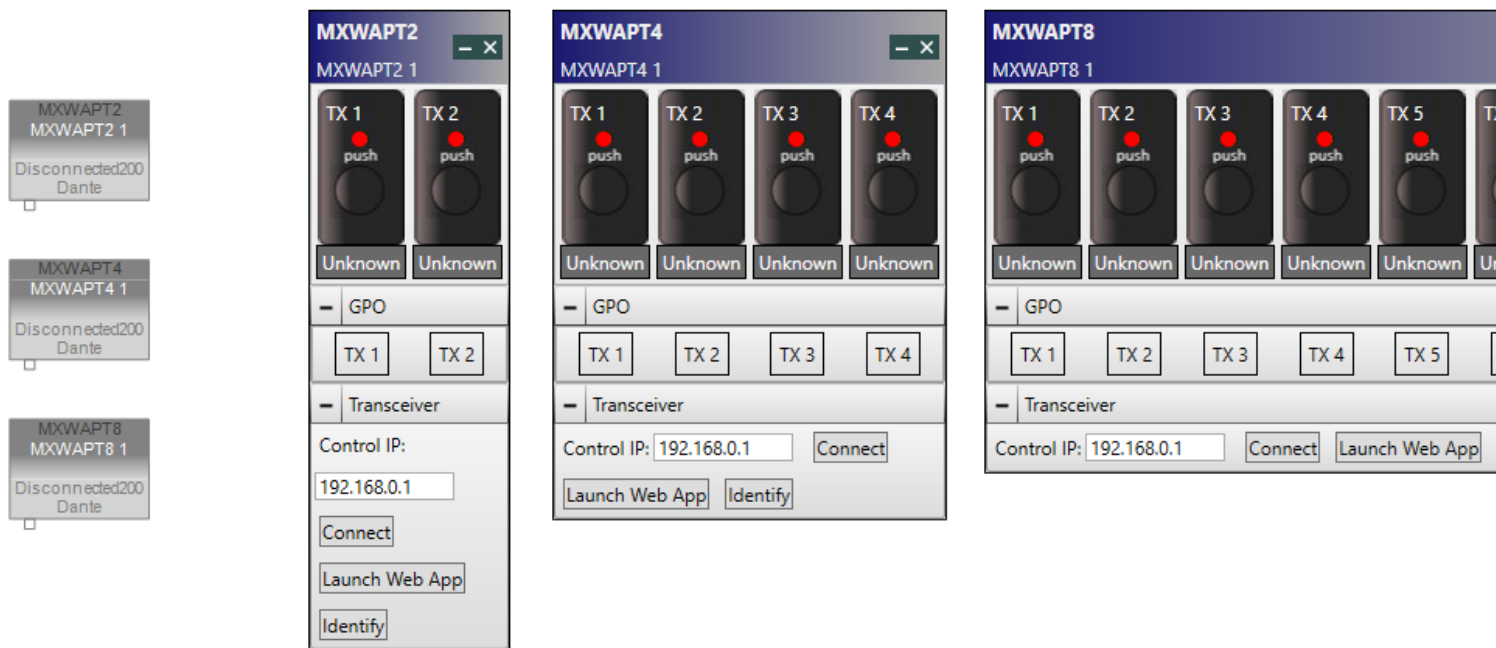 MXWAPT2
MXWAPT2 1
Disconnected200
Dante
MXWAPT4
MXWAPT4 1
Disconnected200
Dante
MXWAPT8
MXWAPT8 1
Disconnected200
Dante
MXWAPT2
MXWAPT2 1
TX 1 TX 2
push push
Unknown Unknown
GPO
TX 1 TX 2
Transceiver
Control IP:
192.168.0.1
Connect
Launch Web App
Identify
MXWAPT4
MXWAPT4 1
TX 1 TX 2 TX 3 TX 4
push push push push
Unknown Unknown Unknown Unknown
GPO
TX 1 TX 2 TX 3 TX 4
Transceiver
Control IP: 192.168.0.1 Connect
Launch Web App Identify
MXWAPT8
MXWAPT8 1
TX 1 TX 2 TX 3 TX 4 TX 5
push push push push push
Unknown Unknown Unknown Unknown Unknown
GPO
TX 1 TX 2 TX 3 TX 4 TX 5
Transceiver
Control IP: 192.168.0.1 Connect Launch Web App